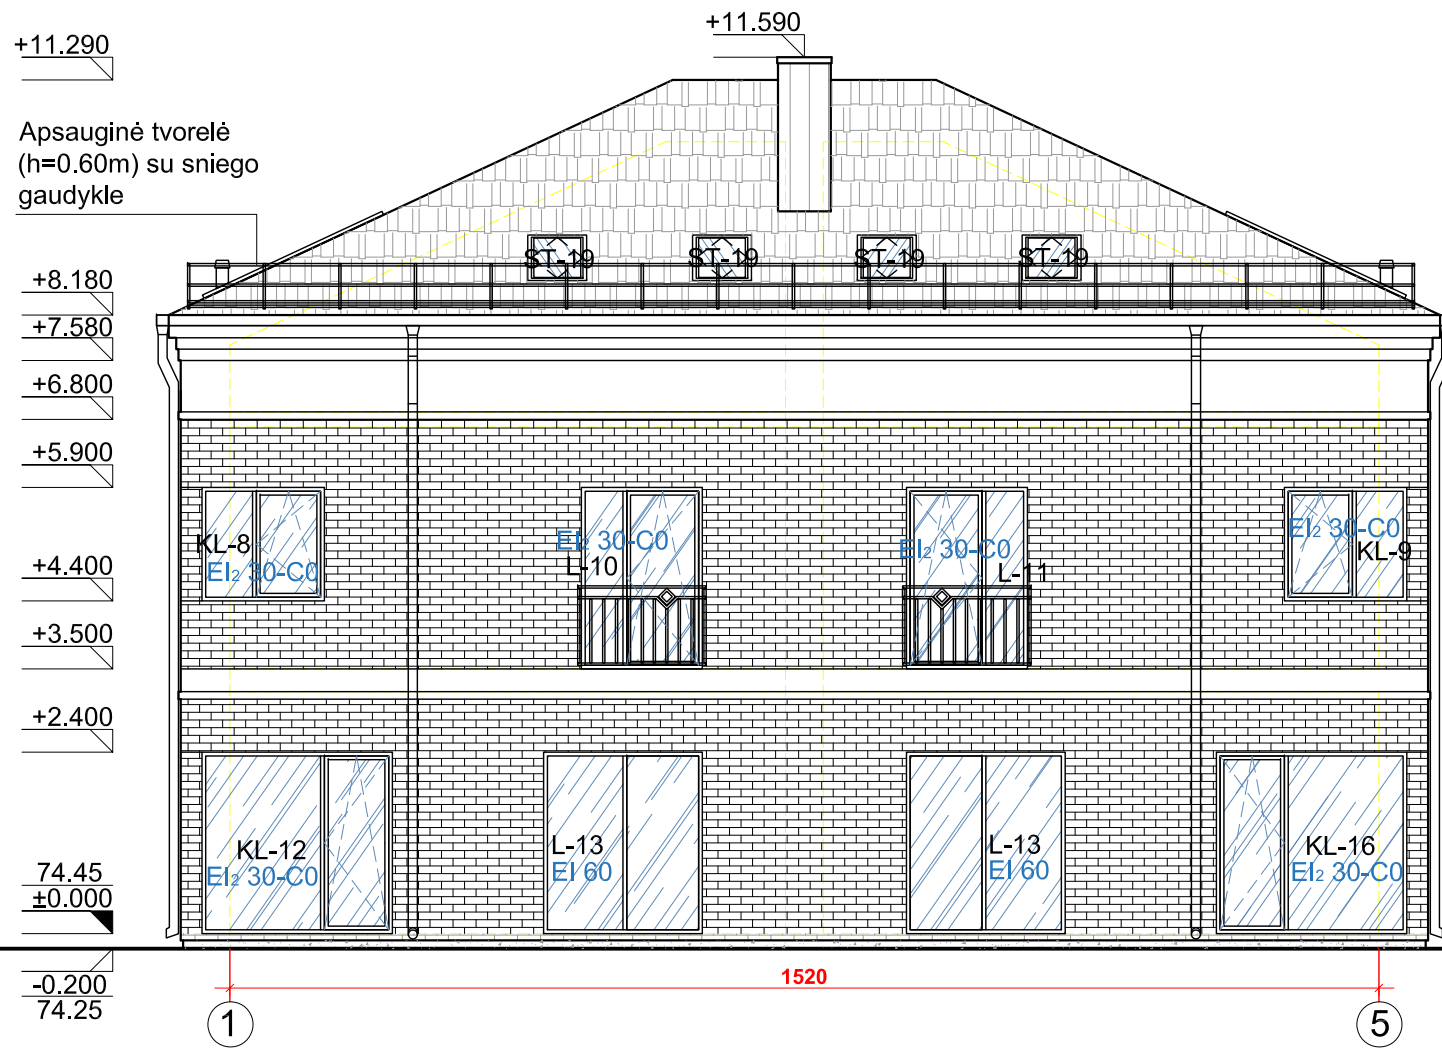 +11.590
+11.290
Apsauginė tvorelė
(h=0.60m) su sniego
gaudykle
ST-19
ST-19
ST-19
ST-19
+8.180
+7.580
+6.800
+5.900
+4.400
+3.500
+2.400
74.45
±0.000
-0.200
74.25
KL-8
EI₂ 30-C0
EI₂ 30-C0
L-10
EI₂ 30-C0
L-11
EI₂ 30-C0
KL-9
KL-12
EI₂ 30-C0
L-13
EI 60
L-13
EI 60
KL-16
EI₂ 30-C0
1520
1
5